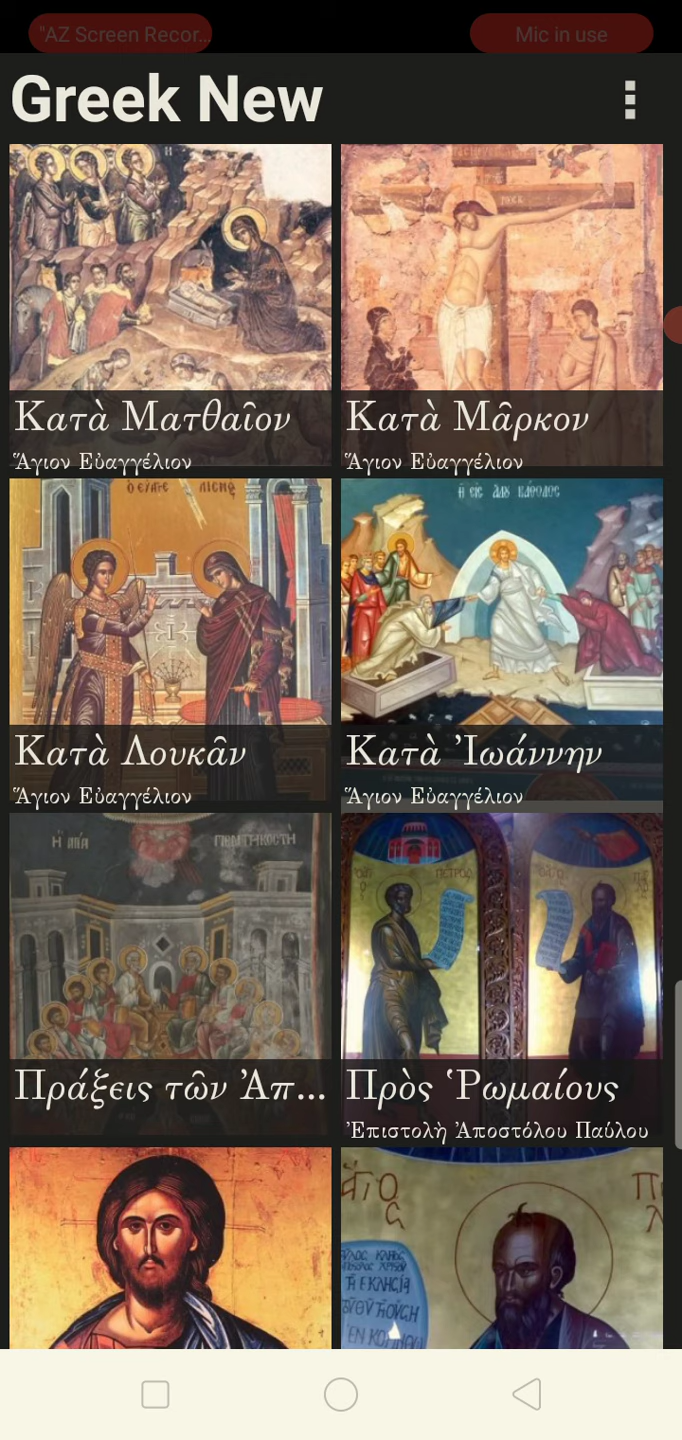 "AZ Screen Recor...
Mic in use
Greek New
Κατὰ Ματθαῖον
Ἅγιον Εὐαγγέλιον
Κατὰ Μᾶρκον
Ἅγιον Εὐαγγέλιον
Κατὰ Λουκᾶν
Ἅγιον Εὐαγγέλιον
Κατὰ Ἰωάννην
Ἅγιον Εὐαγγέλιον
Πράξεις τῶν Ἀπ...
Πρὸς Ῥωμαίους
Ἐπιστολὴ Ἀποστόλου Παύλου